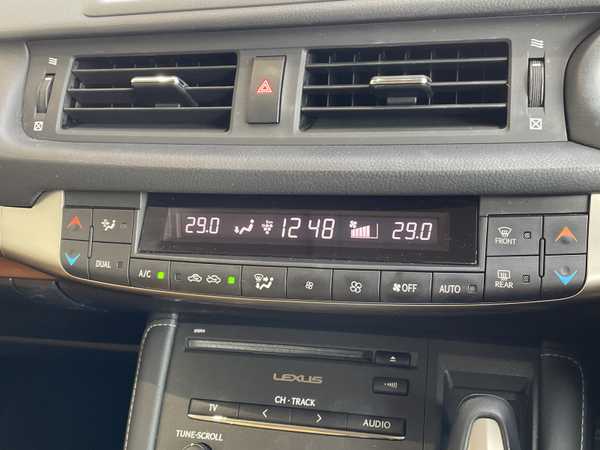 29.0 12:48 29.0
FRONT
DUAL
A/C
OFF
AUTO
REAR
LEXUS
CH · TRACK
TV
AUDIO
TUNE·SCROLL